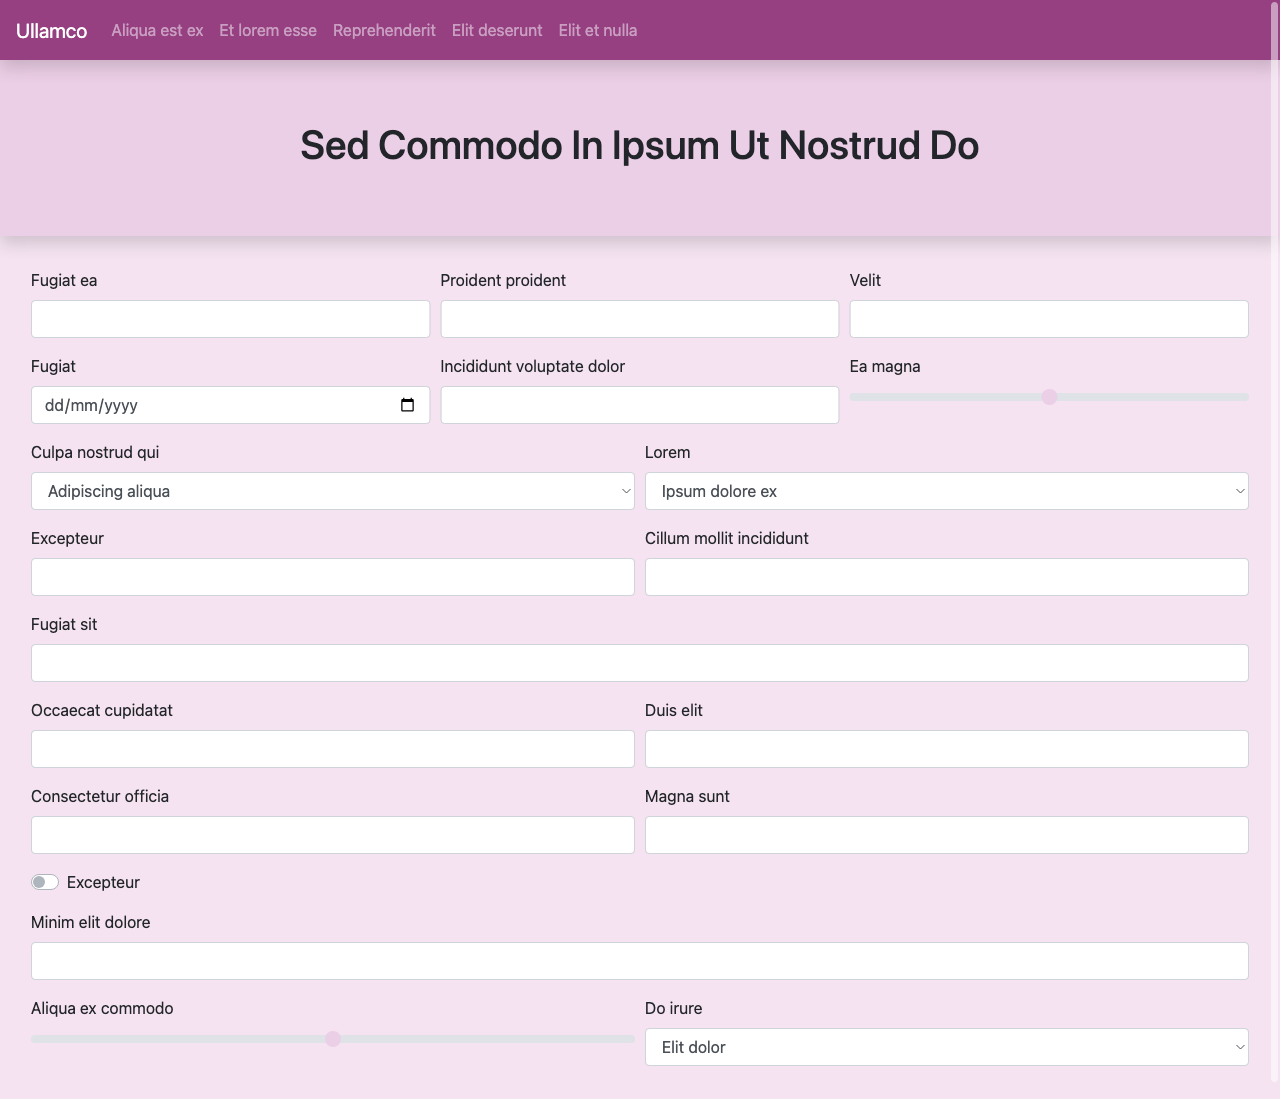 Ullamco Aliqua est ex Et lorem esse Reprehenderit Elit deserunt Elit et nulla
Sed Commodo In Ipsum Ut Nostrud Do
Fugiat ea Proident proident Velit
Fugiat Incididunt voluptate dolor Ea magna
dd/mm/yyyy
Culpa nostrud qui Lorem
Adipiscing aliqua Ipsum dolore ex
Excepteur Cillum mollit incididunt
Fugiat sit
Occaecat cupidatat Duis elit
Consectetur officia Magna sunt
Excepteur
Minim elit dolore
Aliqua ex commodo Do irure
Elit dolor